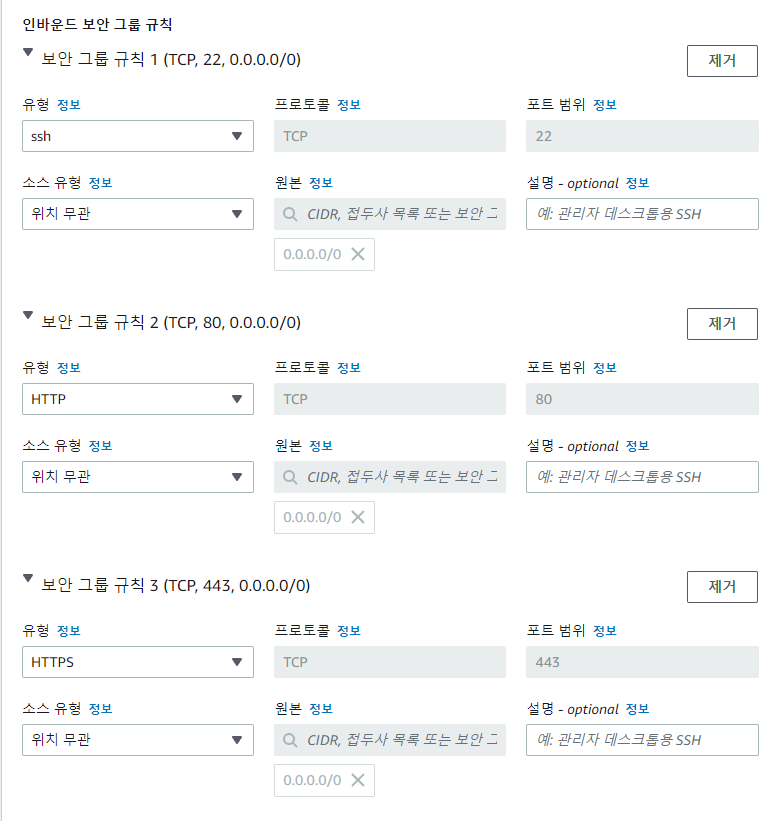 인바운드 보안 그룹 규칙
보안 그룹 규칙 1 (TCP, 22, 0.0.0.0/0)
제거
유형 정보
프로토콜 정보
포트 범위 정보
ssh
TCP
22
소스 유형 정보
원본 정보
설명 - optional 정보
위치 무관
CIDR, 접두사 목록 또는 보안 그
예: 관리자 데스크톱용 SSH
0.0.0.0/0
보안 그룹 규칙 2 (TCP, 80, 0.0.0.0/0)
제거
유형 정보
프로토콜 정보
포트 범위 정보
HTTP
TCP
80
소스 유형 정보
원본 정보
설명 - optional 정보
위치 무관
CIDR, 접두사 목록 또는 보안 그
예: 관리자 데스크톱용 SSH
0.0.0.0/0
보안 그룹 규칙 3 (TCP, 443, 0.0.0.0/0)
제거
유형 정보
프로토콜 정보
포트 범위 정보
HTTPS
TCP
443
소스 유형 정보
원본 정보
설명 - optional 정보
위치 무관
CIDR, 접두사 목록 또는 보안 그
예: 관리자 데스크톱용 SSH
0.0.0.0/0